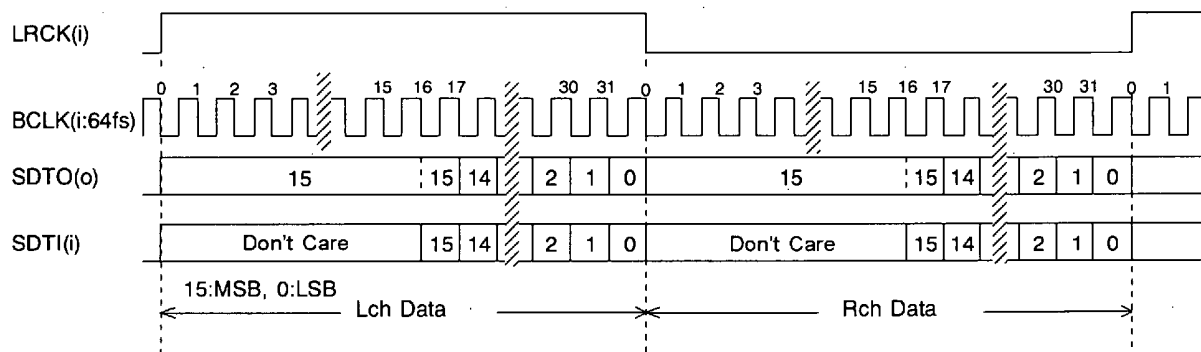 LRCK(i)
0 1 2 3 15 16 17 30 31 0 1 2 3 15 16 17 30 31 0 1
BCLK(i:64fs)
SDTO(o) 15 15 14 2 1 0 15 15 14 2 1 0
SDTI(i) Don't Care 15 14 2 1 0 Don't Care 15 14 2 1 0
15:MSB, 0:LSB
Lch Data Rch Data